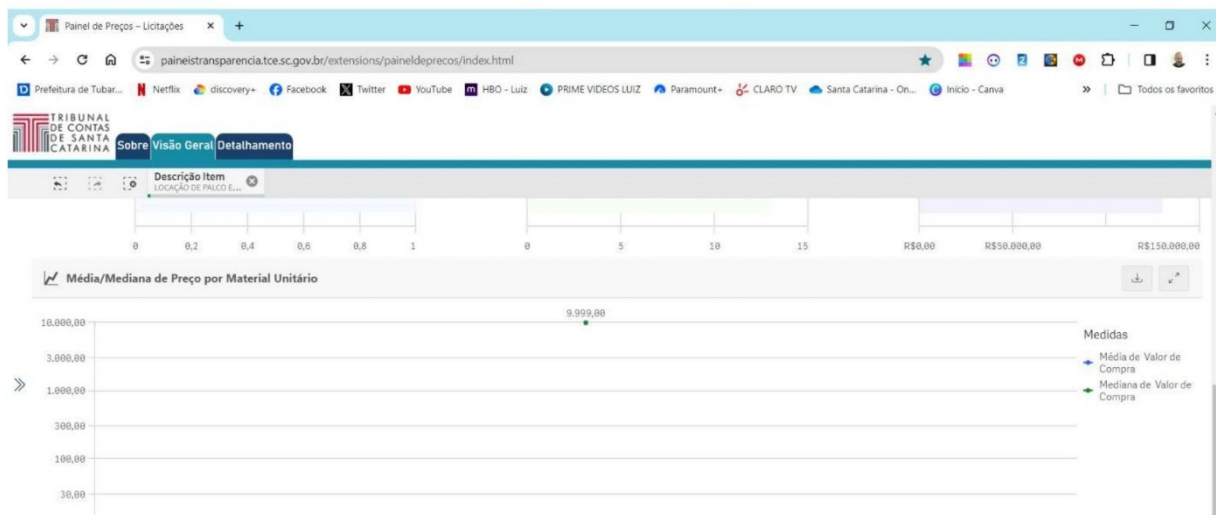 Painel de Preços – Licitações
paineistransparencia.tce.sc.gov.br/extensions/paineldeprecos/index.html
Prefeitura de Tubar... Netflix discovery+ Facebook Twitter YouTube HBO - Luiz PRIME VIDEOS LUIZ Paramount+ CLARO TV Santa Catarina - On... Início - Canva » Todos os favoritos
TRIBUNAL
DE CONTAS
DE SANTA
CATARINA
Sobre Visão Geral Detalhamento
Descrição Item
LOCAÇÃO DE PALCO E...
0 0,2 0,4 0,6 0,8 1 0 5 10 15 R$0,00 R$50.000,00 R$150.000,00
Média/Mediana de Preço por Material Unitário
9.999,00
10.000,00
3.000,00
1.000,00
300,00
100,00
30,00
Medidas
Média de Valor de
Compra
Mediana de Valor de
Compra